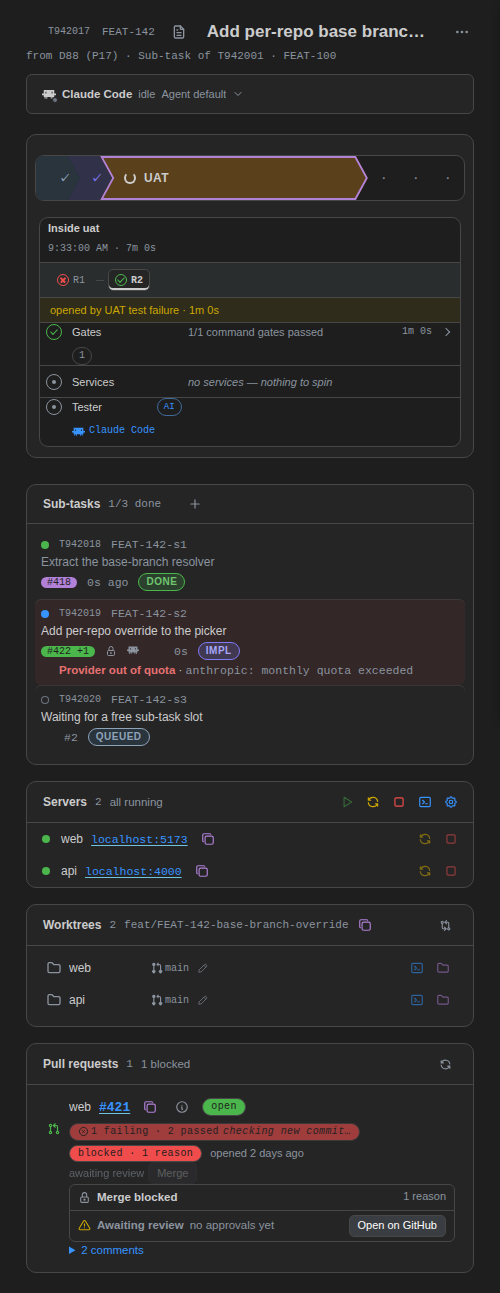 T942017 FEAT-142 Add per-repo base branc…
from D88 (P17) · Sub-task of T942001 · FEAT-100
Claude Code idle Agent default
UAT
Inside uat
9:33:00 AM · 7m 0s
R1 — R2
opened by UAT test failure · 1m 0s
Gates 1/1 command gates passed 1m 0s
1
Services no services — nothing to spin
Tester AI
Claude Code
Sub-tasks 1/3 done
T942018 FEAT-142-s1
Extract the base-branch resolver
#418 0s ago DONE
T942019 FEAT-142-s2
Add per-repo override to the picker
#422 +1 0s IMPL
Provider out of quota · anthropic: monthly quota exceeded
T942020 FEAT-142-s3
Waiting for a free sub-task slot
#2 QUEUED
Servers 2 all running
web localhost:5173
api localhost:4000
Worktrees 2 feat/FEAT-142-base-branch-override
web main
api main
Pull requests 1 1 blocked
web #421 open
1 failing · 2 passed checking new commit…
blocked · 1 reason opened 2 days ago
awaiting review Merge
Merge blocked 1 reason
Awaiting review no approvals yet Open on GitHub
2 comments